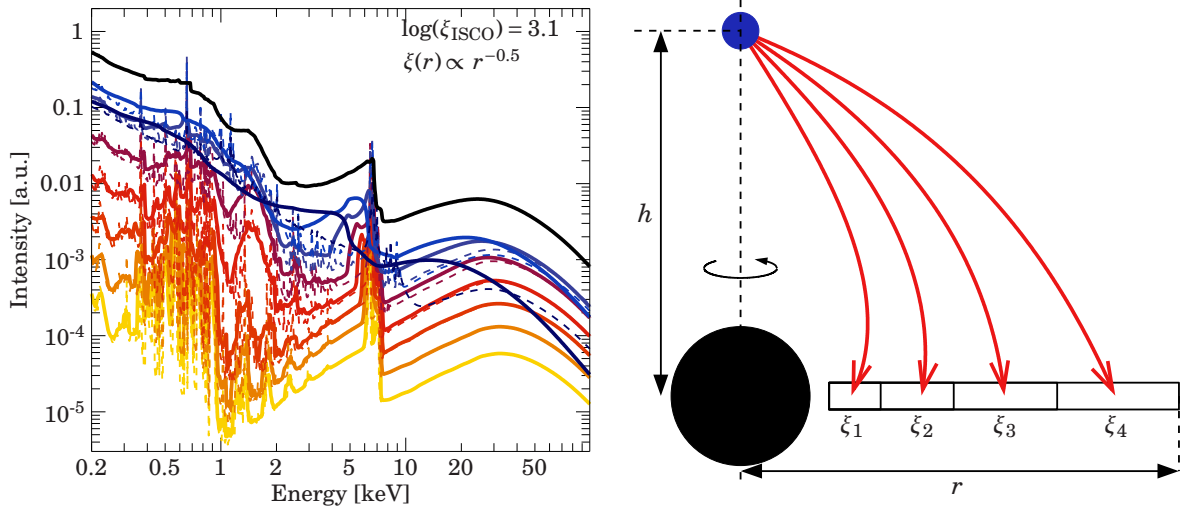 log(ξ_ISCO) = 3.1
ξ(r) ∝ r^−0.5
Intensity [a.u.]
1
0.1
0.01
10^-3
10^-4
10^-5
0.2 0.5 1 2 5 10 20 50
Energy [keV]
h
ξ_1 ξ_2 ξ_3 ξ_4
r